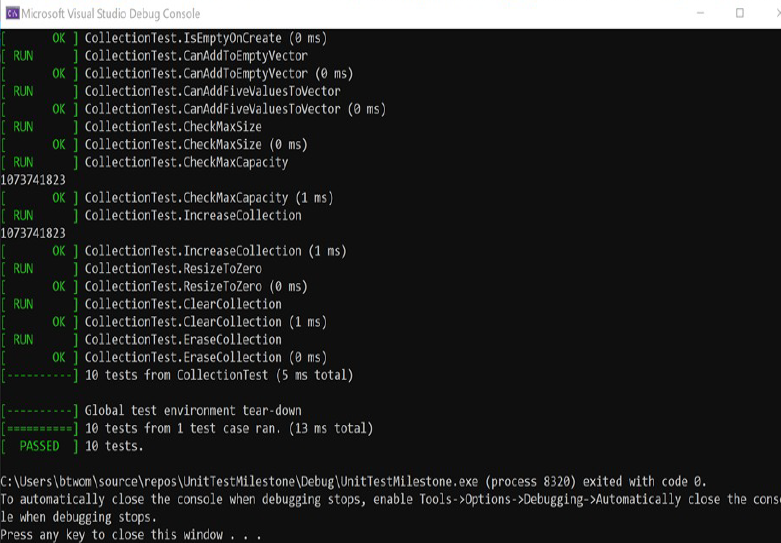 Microsoft Visual Studio Debug Console
[       OK ] CollectionTest.IsEmptyOnCreate (0 ms)
[ RUN      ] CollectionTest.CanAddToEmptyVector
[       OK ] CollectionTest.CanAddToEmptyVector (0 ms)
[ RUN      ] CollectionTest.CanAddFiveValuesToVector
[       OK ] CollectionTest.CanAddFiveValuesToVector (0 ms)
[ RUN      ] CollectionTest.CheckMaxSize
[       OK ] CollectionTest.CheckMaxSize (0 ms)
[ RUN      ] CollectionTest.CheckMaxCapacity
1073741823
[       OK ] CollectionTest.CheckMaxCapacity (1 ms)
[ RUN      ] CollectionTest.IncreaseCollection
1073741823
[       OK ] CollectionTest.IncreaseCollection (1 ms)
[ RUN      ] CollectionTest.ResizeToZero
[       OK ] CollectionTest.ResizeToZero (0 ms)
[ RUN      ] CollectionTest.ClearCollection
[       OK ] CollectionTest.ClearCollection (1 ms)
[ RUN      ] CollectionTest.EraseCollection
[       OK ] CollectionTest.EraseCollection (0 ms)
[----------] 10 tests from CollectionTest (5 ms total)
[----------] Global test environment tear-down
[==========] 10 tests from 1 test case ran. (13 ms total)
[  PASSED  ] 10 tests.
C:\Users\btwom\source\repos\UnitTestMilestone\Debug\UnitTestMilestone.exe (process 8320) exited with code 0.
To automatically close the console when debugging stops, enable Tools->Options->Debugging->Automatically close the conso
le when debugging stops.
Press any key to close this window . . .